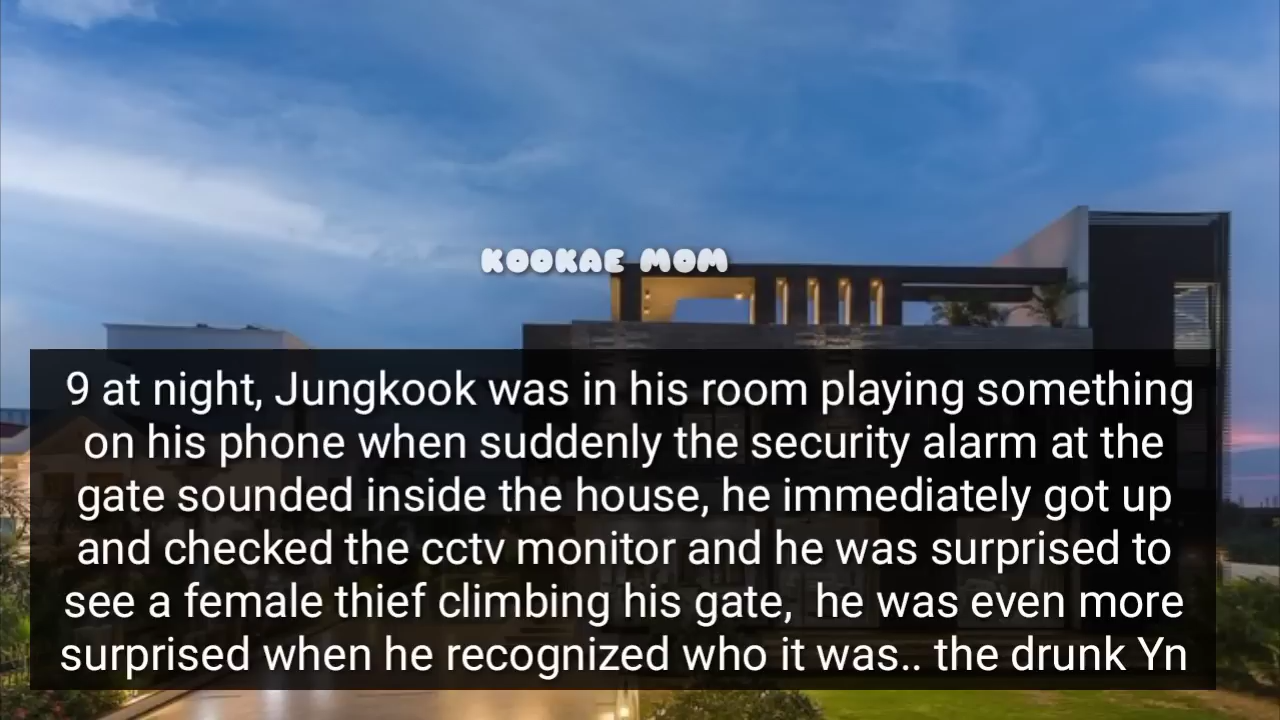 KOOKAE MOM
9 at night, Jungkook was in his room playing something
on his phone when suddenly the security alarm at the
gate sounded inside the house, he immediately got up
and checked the cctv monitor and he was surprised to
see a female thief climbing his gate,  he was even more
surprised when he recognized who it was.. the drunk Yn